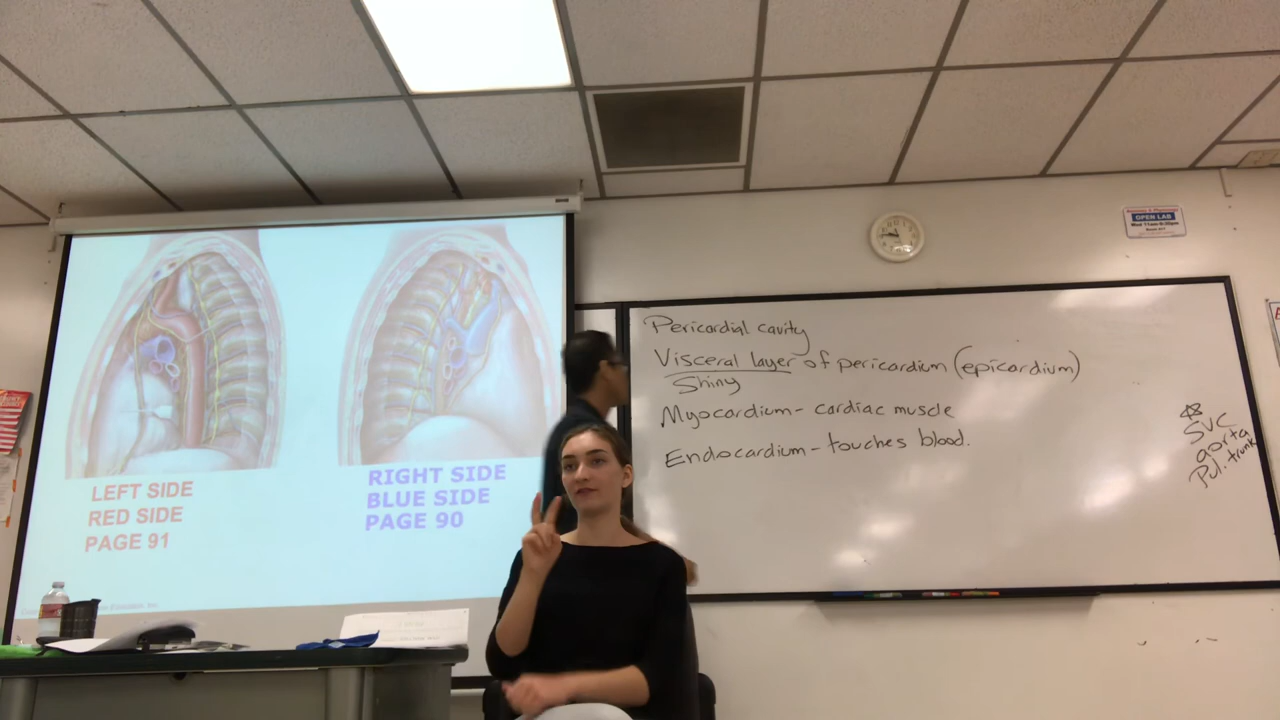 LEFT SIDE
RED SIDE
PAGE 91
RIGHT SIDE
BLUE SIDE
PAGE 90
Pericardial cavity
Visceral layer of pericardium (epicardium)
Shiny
Myocardium - cardiac muscle
Endocardium - touches blood.
SVC
aorta
Pul. trunk
OPEN LAB